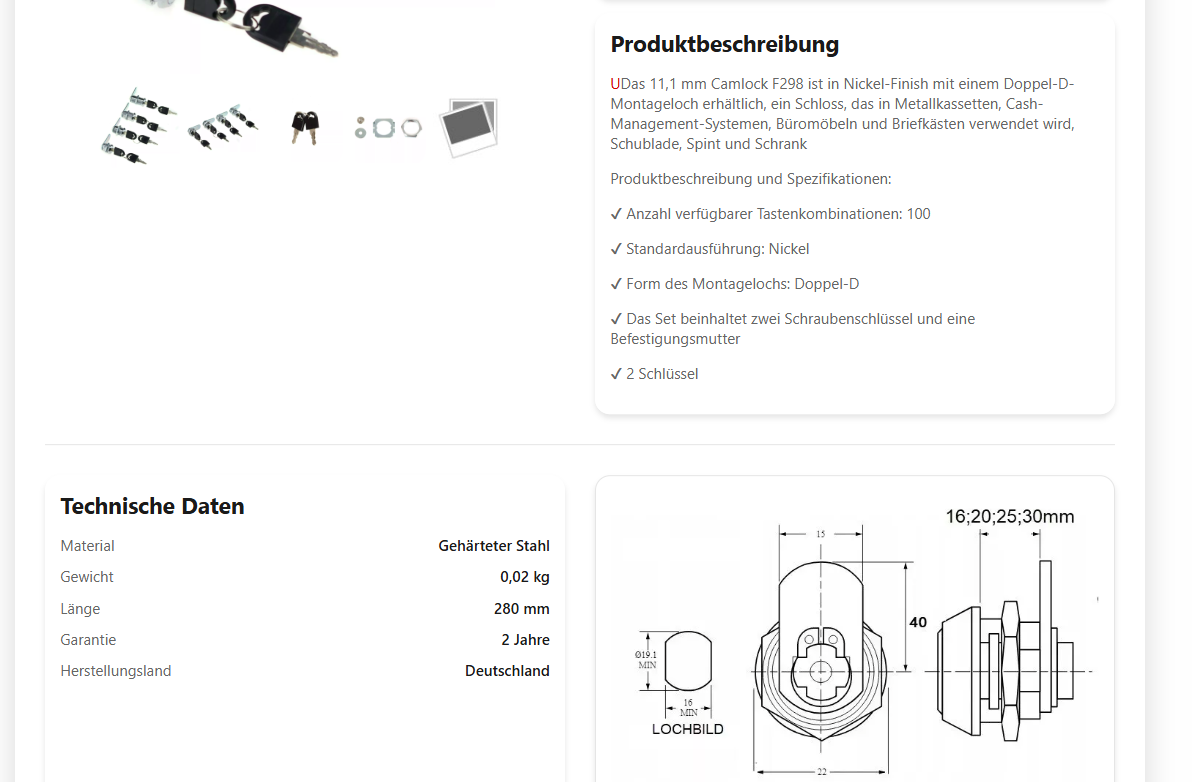 Produktbeschreibung
UDas 11,1 mm Camlock F298 ist in Nickel-Finish mit einem Doppel-D-
Montageloch erhältlich, ein Schloss, das in Metallkassetten, Cash-
Management-Systemen, Büromöbeln und Briefkästen verwendet wird,
Schublade, Spint und Schrank
Produktbeschreibung und Spezifikationen:
✓ Anzahl verfügbarer Tastenkombinationen: 100
✓ Standardausführung: Nickel
✓ Form des Montagelochs: Doppel-D
✓ Das Set beinhaltet zwei Schraubenschlüssel und eine
Befestigungsmutter
✓ 2 Schlüssel
Technische Daten
Material Gehärteter Stahl
Gewicht 0,02 kg
Länge 280 mm
Garantie 2 Jahre
Herstellungsland Deutschland
16;20;25;30mm
15
40
Ø19.1
MIN
16
MIN
LOCHBILD
22